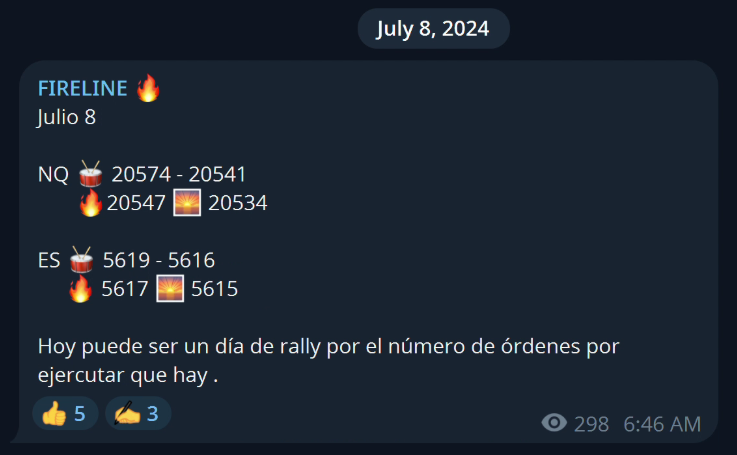 July 8, 2024
FIRELINE 🔥
Julio 8
NQ 🥁 20574 - 20541
🔥20547 🌅 20534
ES 🥁 5619 - 5616
🔥 5617 🌅 5615
Hoy puede ser un día de rally por el número de órdenes por
ejercutar que hay .
👍 5 ✍️ 3 298 6:46 AM